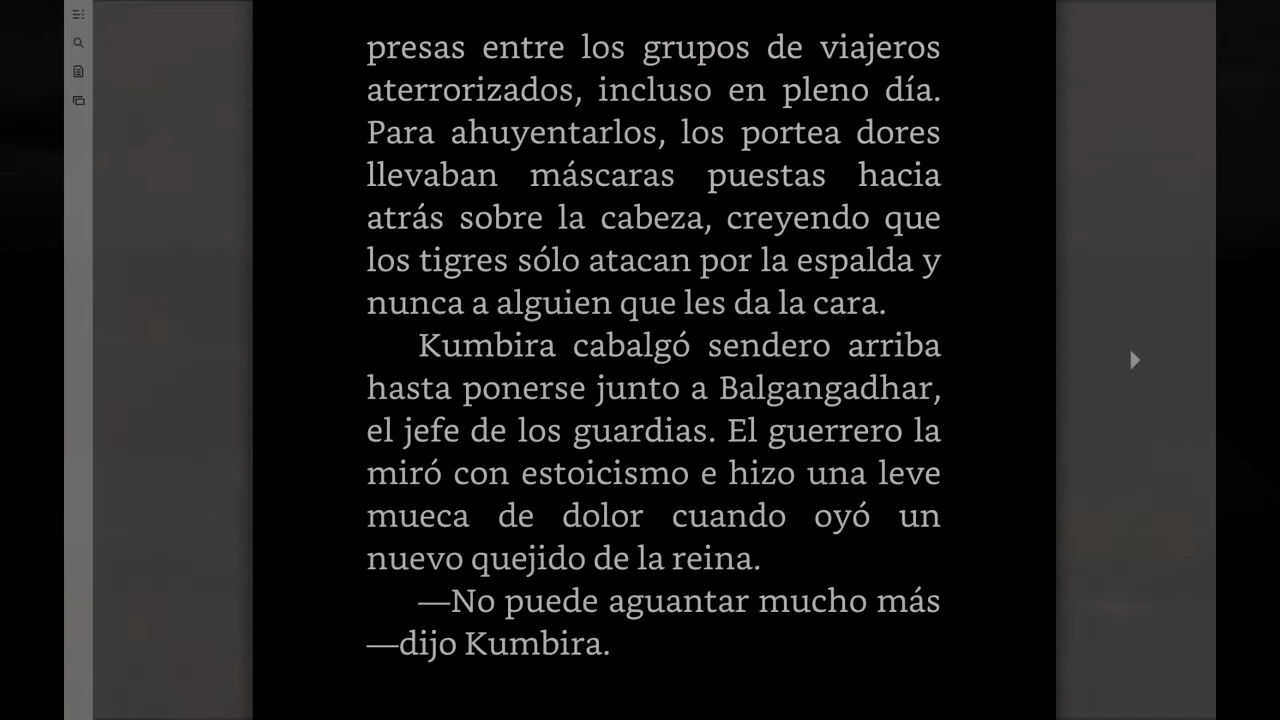 presas entre los grupos de viajeros
aterrorizados, incluso en pleno día.
Para ahuyentarlos, los portea dores
llevaban máscaras puestas hacia
atrás sobre la cabeza, creyendo que
los tigres sólo atacan por la espalda y
nunca a alguien que les da la cara.
Kumbira cabalgó sendero arriba
hasta ponerse junto a Balgangadhar,
el jefe de los guardias. El guerrero la
miró con estoicismo e hizo una leve
mueca de dolor cuando oyó un
nuevo quejido de la reina.
—No puede aguantar mucho más
—dijo Kumbira.